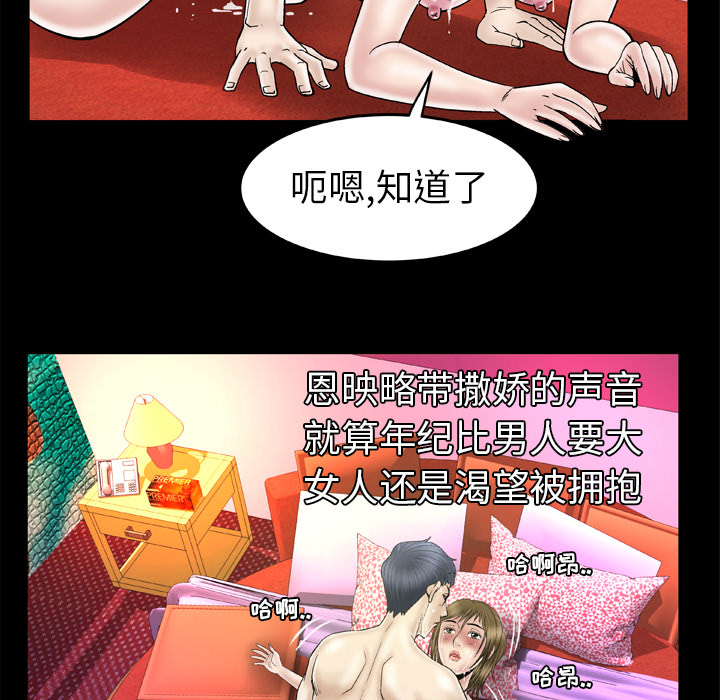 呃嗯,知道了
恩映略带撒娇的声音
就算年纪比男人要大
女人还是渴望被拥抱
PREMIER
PREMIER
哈啊昂..
哈啊..
哈昂..